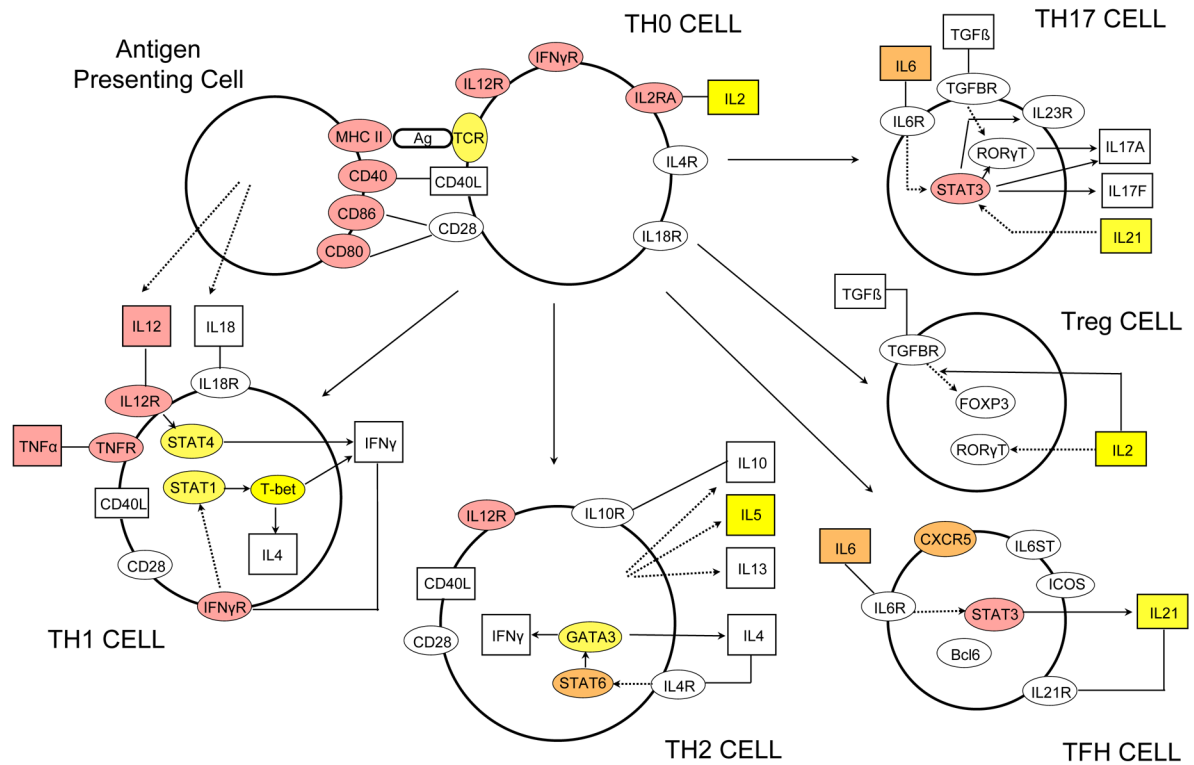 Antigen
Presenting Cell
MHC II
CD40
CD86
CD80
Ag
TH0 CELL
IL12R
IFNγR
IL2RA
IL2
TCR
CD40L
CD28
IL4R
IL18R
TH17 CELL
TGFß
IL6
TGFBR
IL6R
IL23R
RORγT
IL17A
STAT3
IL17F
IL21
Treg CELL
TGFß
TGFBR
FOXP3
RORγT
IL2
IL12
IL18
IL18R
IL12R
TNFα
TNFR
STAT4
IFNγ
STAT1
T-bet
CD40L
IL4
CD28
IFNγR
TH1 CELL
IL10
IL12R
IL10R
IL5
IL13
CD40L
CD28
IFNγ
GATA3
IL4
STAT6
IL4R
TH2 CELL
IL6
CXCR5
IL6ST
ICOS
IL6R
STAT3
IL21
Bcl6
IL21R
TFH CELL